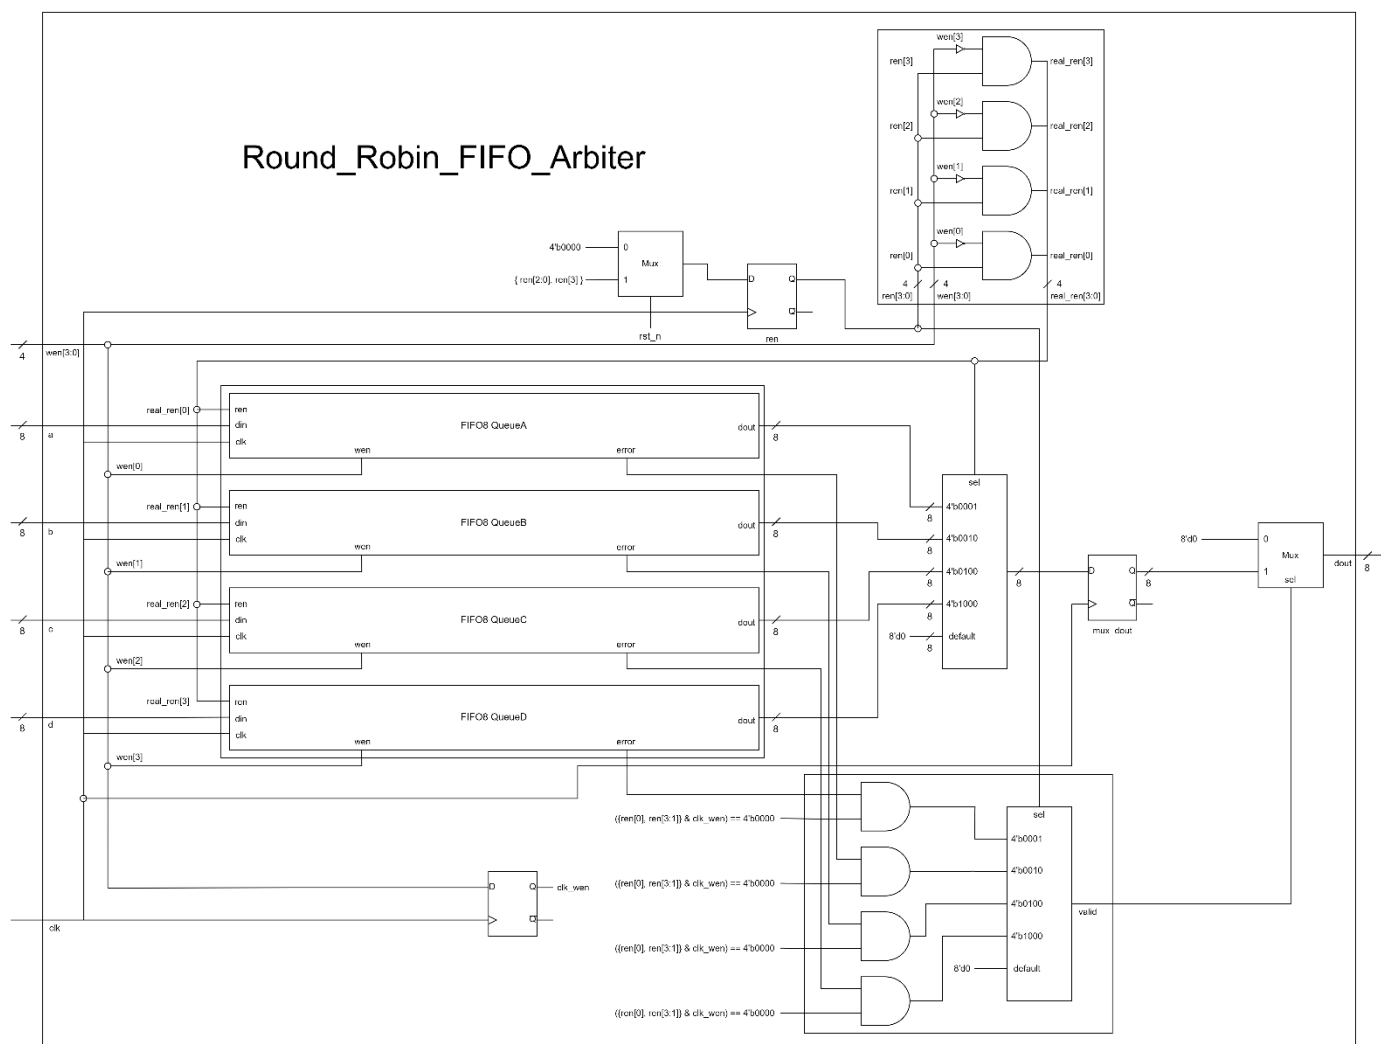 wen[3]
ren[3]
real_ren[3]
wen[2]
ren[2]
real_ren[2]
Round_Robin_FIFO_Arbiter
wen[1]
ren[1]
real_ren[1]
wen[0]
4'b0000
0
ren[0]
real_ren[0]
Mux
{ ren[2:0], ren[3] }
1
D
Q
4
4
4
ren[3:0]
wen[3:0]
real_ren[3:0]
Q
rst_n
ren
4
wen[3:0]
real_ren[0]
ren
din
FIFO8 QueueA
dout
8
a
clk
8
wen
error
wen[0]
sel
real_ren[1]
ren
4'b0001
8
din
FIFO8 QueueB
dout
8
b
clk
8
4'b0010
8
8'd0
0
wen
error
Mux
dout
wen[1]
4'b0100
8
8
D
Q
8
1
sel
8
real_ren[2]
ren
4'b1000
8
Q
din
FIFO8 QueueC
dout
8
c
clk
8
mux_dout
8'd0
default
8
wen
error
wen[2]
real_ren[3]
ren
din
FIFO8 QueueD
dout
8
d
clk
8
wen
error
wen[3]
sel
({ren[0], ren[3:1]} & clk_wen) == 4'b0000
4'b0001
4'b0010
({ren[0], ren[3:1]} & clk_wen) == 4'b0000
D
Q
clk_wen
4'b0100
valid
Q
clk
4'b1000
({ren[0], ren[3:1]} & clk_wen) == 4'b0000
8'd0
default
({ren[0], ren[3:1]} & clk_wen) == 4'b0000